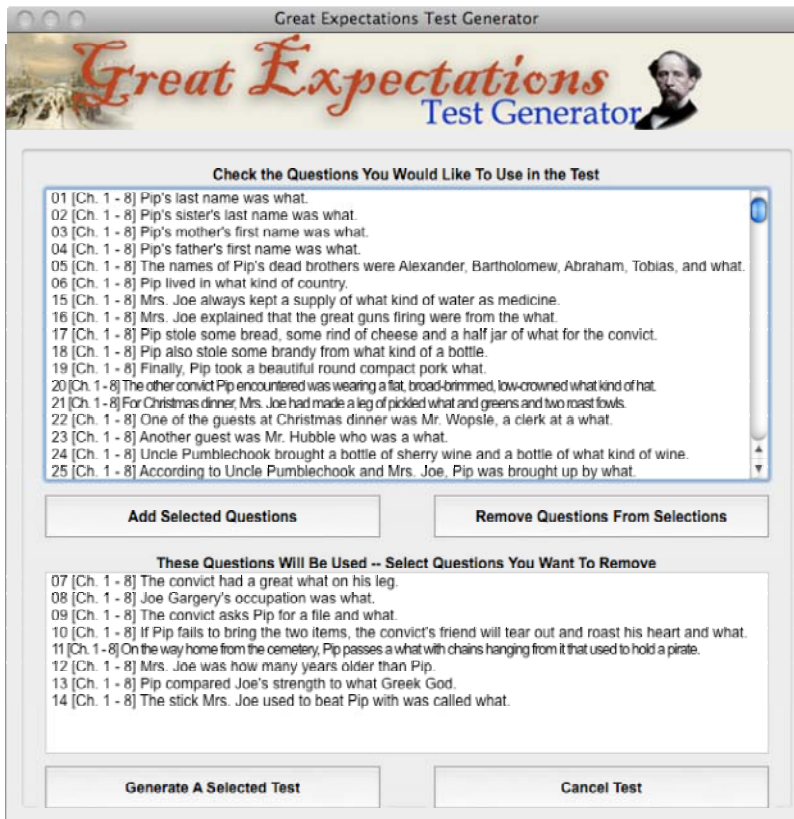 Great Expectations Test Generator
Great Expectations
Test Generator
Check the Questions You Would Like To Use in the Test
01 [Ch. 1 - 8] Pip's last name was what.
02 [Ch. 1 - 8] Pip's sister's last name was what.
03 [Ch. 1 - 8] Pip's mother's first name was what.
04 [Ch. 1 - 8] Pip's father's first name was what.
05 [Ch. 1 - 8] The names of Pip's dead brothers were Alexander, Bartholomew, Abraham, Tobias, and what.
06 [Ch. 1 - 8] Pip lived in what kind of country.
15 [Ch. 1 - 8] Mrs. Joe always kept a supply of what kind of water as medicine.
16 [Ch. 1 - 8] Mrs. Joe explained that the great guns firing were from the what.
17 [Ch. 1 - 8] Pip stole some bread, some rind of cheese and a half jar of what for the convict.
18 [Ch. 1 - 8] Pip also stole some brandy from what kind of a bottle.
19 [Ch. 1 - 8] Finally, Pip took a beautiful round compact pork what.
20 [Ch. 1 - 8] The other convict Pip encountered was wearing a flat, broad-brimmed, low-crowned what kind of hat.
21 [Ch. 1 - 8] For Christmas dinner, Mrs. Joe had made a leg of pickled what and greens and two roast fowls.
22 [Ch. 1 - 8] One of the guests at Christmas dinner was Mr. Wopsle, a clerk at a what.
23 [Ch. 1 - 8] Another guest was Mr. Hubble who was a what.
24 [Ch. 1 - 8] Uncle Pumblechook brought a bottle of sherry wine and a bottle of what kind of wine.
25 [Ch. 1 - 8] According to Uncle Pumblechook and Mrs. Joe, Pip was brought up by what.
Add Selected Questions
Remove Questions From Selections
These Questions Will Be Used -- Select Questions You Want To Remove
07 [Ch. 1 - 8] The convict had a great what on his leg.
08 [Ch. 1 - 8] Joe Gargery's occupation was what.
09 [Ch. 1 - 8] The convict asks Pip for a file and what.
10 [Ch. 1 - 8] If Pip fails to bring the two items, the convict's friend will tear out and roast his heart and what.
11 [Ch. 1 - 8] On the way home from the cemetery, Pip passes a what with chains hanging from it that used to hold a pirate.
12 [Ch. 1 - 8] Mrs. Joe was how many years older than Pip.
13 [Ch. 1 - 8] Pip compared Joe's strength to what Greek God.
14 [Ch. 1 - 8] The stick Mrs. Joe used to beat Pip with was called what.
Generate A Selected Test
Cancel Test